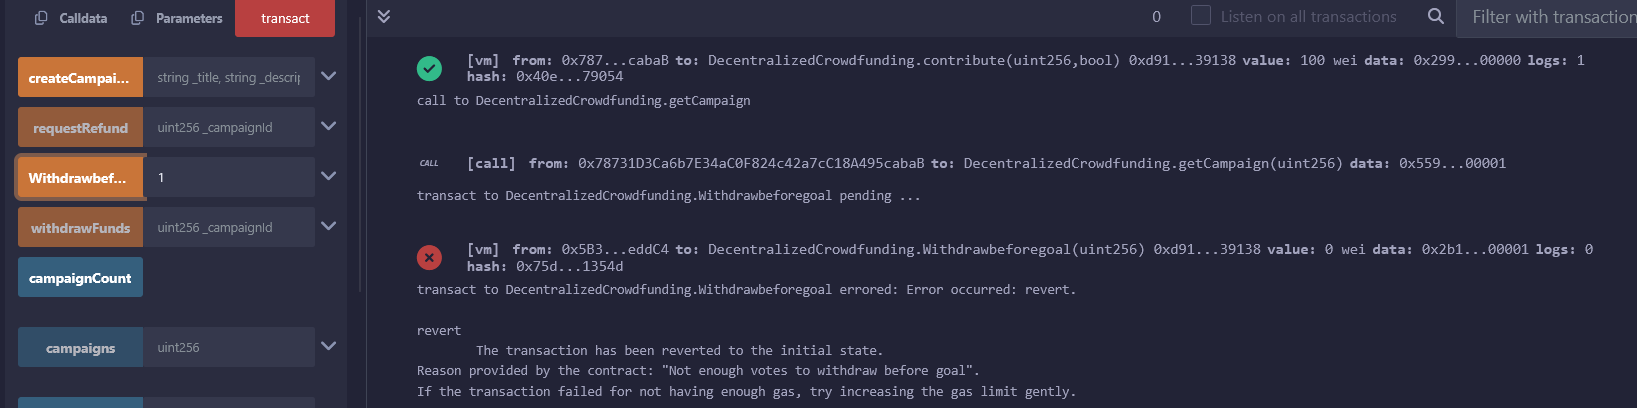 Calldata Parameters transact
createCampai... string _title, string _descrip
requestRefund uint256 _campaignId
Withdrawbef... 1
withdrawFunds uint256 _campaignId
campaignCount
campaigns uint256
0 Listen on all transactions Filter with transaction
[vm] from: 0x787...cabaB to: DecentralizedCrowdfunding.contribute(uint256,bool) 0xd91...39138 value: 100 wei data: 0x299...00000 logs: 1
hash: 0x40e...79054
call to DecentralizedCrowdfunding.getCampaign
CALL [call] from: 0x78731D3Ca6b7E34aC0F824c42a7cC18A495cabaB to: DecentralizedCrowdfunding.getCampaign(uint256) data: 0x559...00001
transact to DecentralizedCrowdfunding.Withdrawbeforegoal pending ...
[vm] from: 0x5B3...eddC4 to: DecentralizedCrowdfunding.Withdrawbeforegoal(uint256) 0xd91...39138 value: 0 wei data: 0x2b1...00001 logs: 0
hash: 0x75d...1354d
transact to DecentralizedCrowdfunding.Withdrawbeforegoal errored: Error occurred: revert.
revert
The transaction has been reverted to the initial state.
Reason provided by the contract: "Not enough votes to withdraw before goal".
If the transaction failed for not having enough gas, try increasing the gas limit gently.